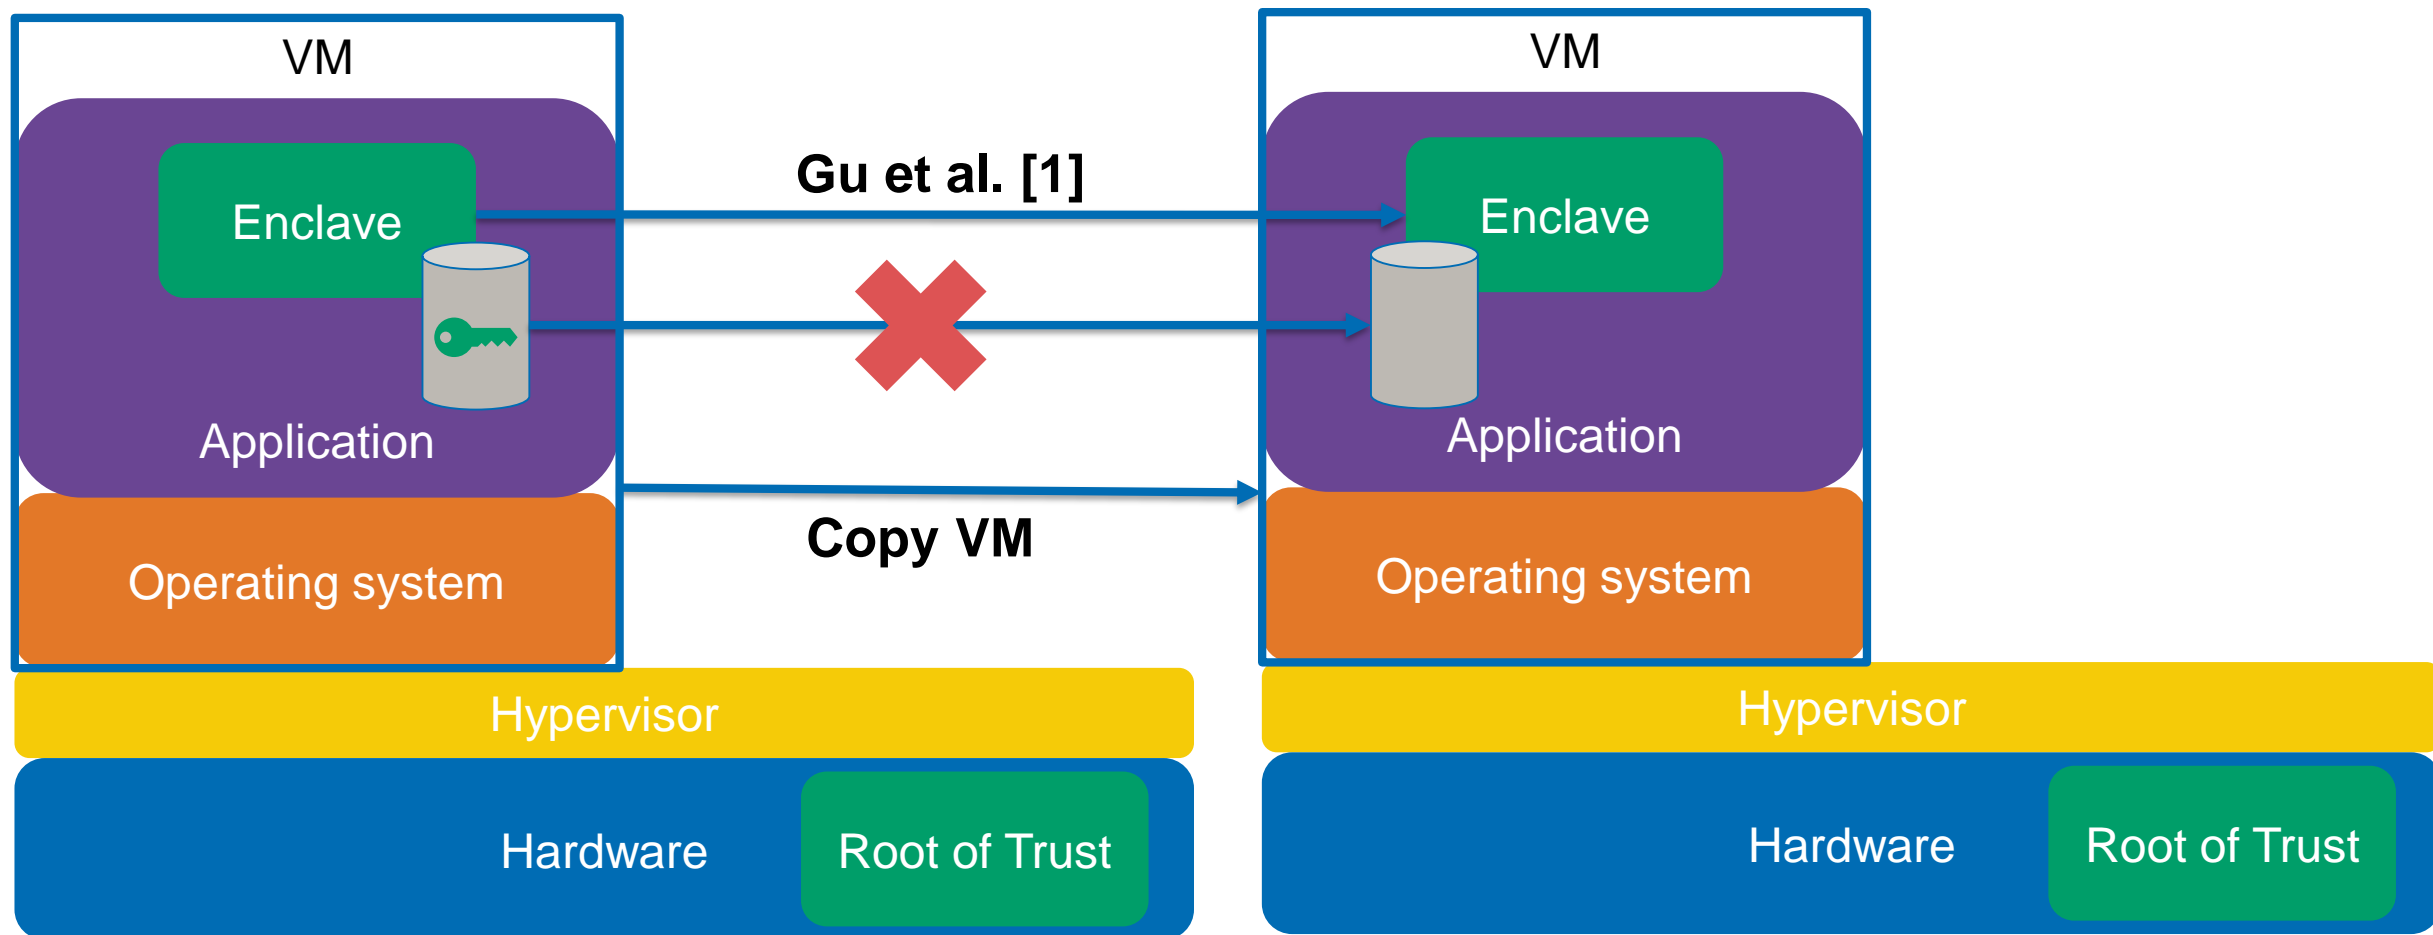 VM
Enclave
Application
Operating system
Hypervisor
Hardware
Root of Trust
Gu et al. [1]
Copy VM
VM
Enclave
Application
Operating system
Hypervisor
Hardware
Root of Trust